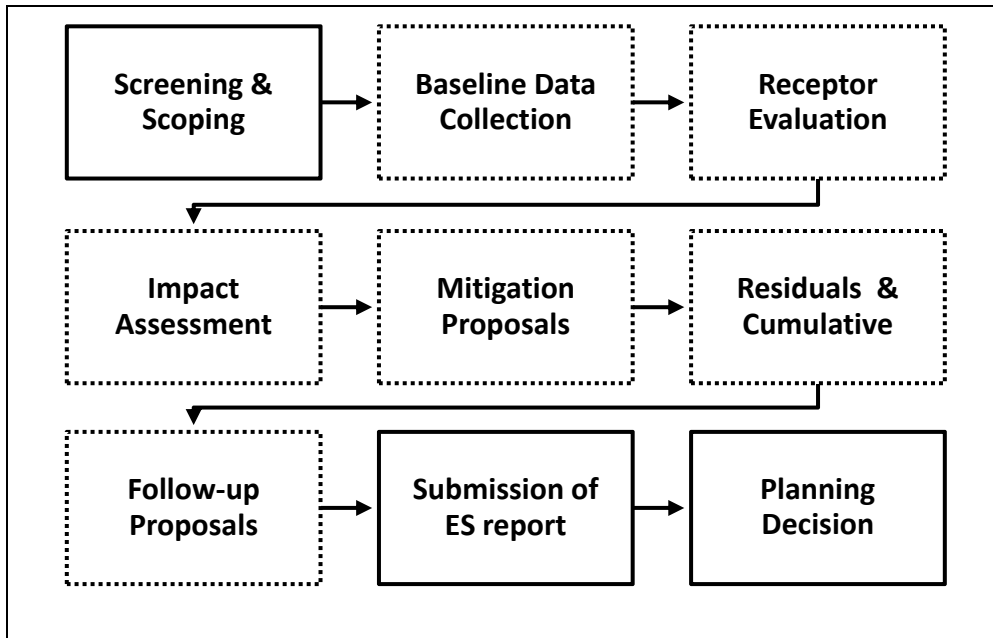 Screening &
Scoping
Baseline Data
Collection
Receptor
Evaluation
Impact
Assessment
Mitigation
Proposals
Residuals &
Cumulative
Follow-up
Proposals
Submission of
ES report
Planning
Decision